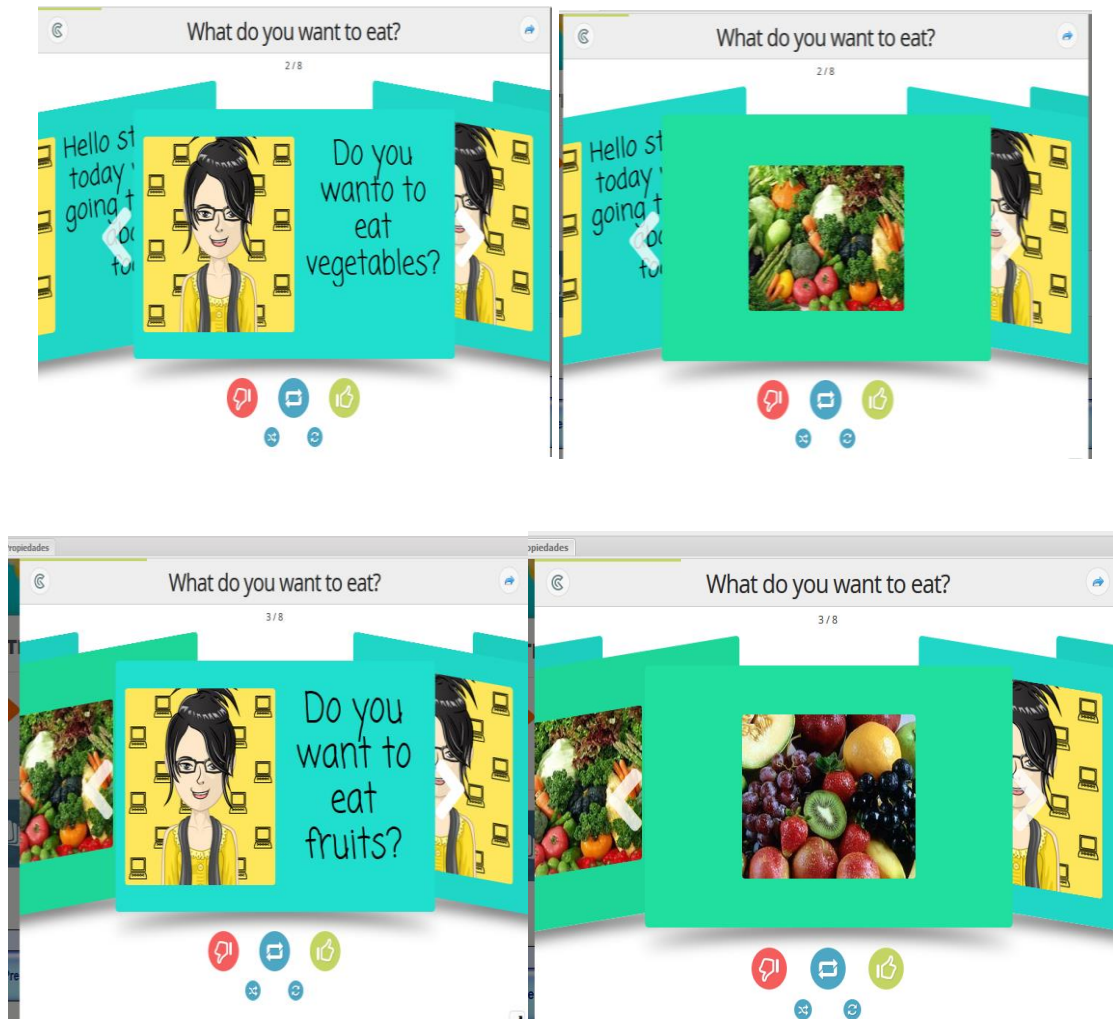 What do you want to eat?
2 / 8
Hello st
today
going t
Do you
wanto to
eat
vegetables?
What do you want to eat?
2 / 8
Hello st
today
going t
Propiedades
What do you want to eat?
3 / 8
Do you
want to
eat
fruits?
opiedades
What do you want to eat?
3 / 8